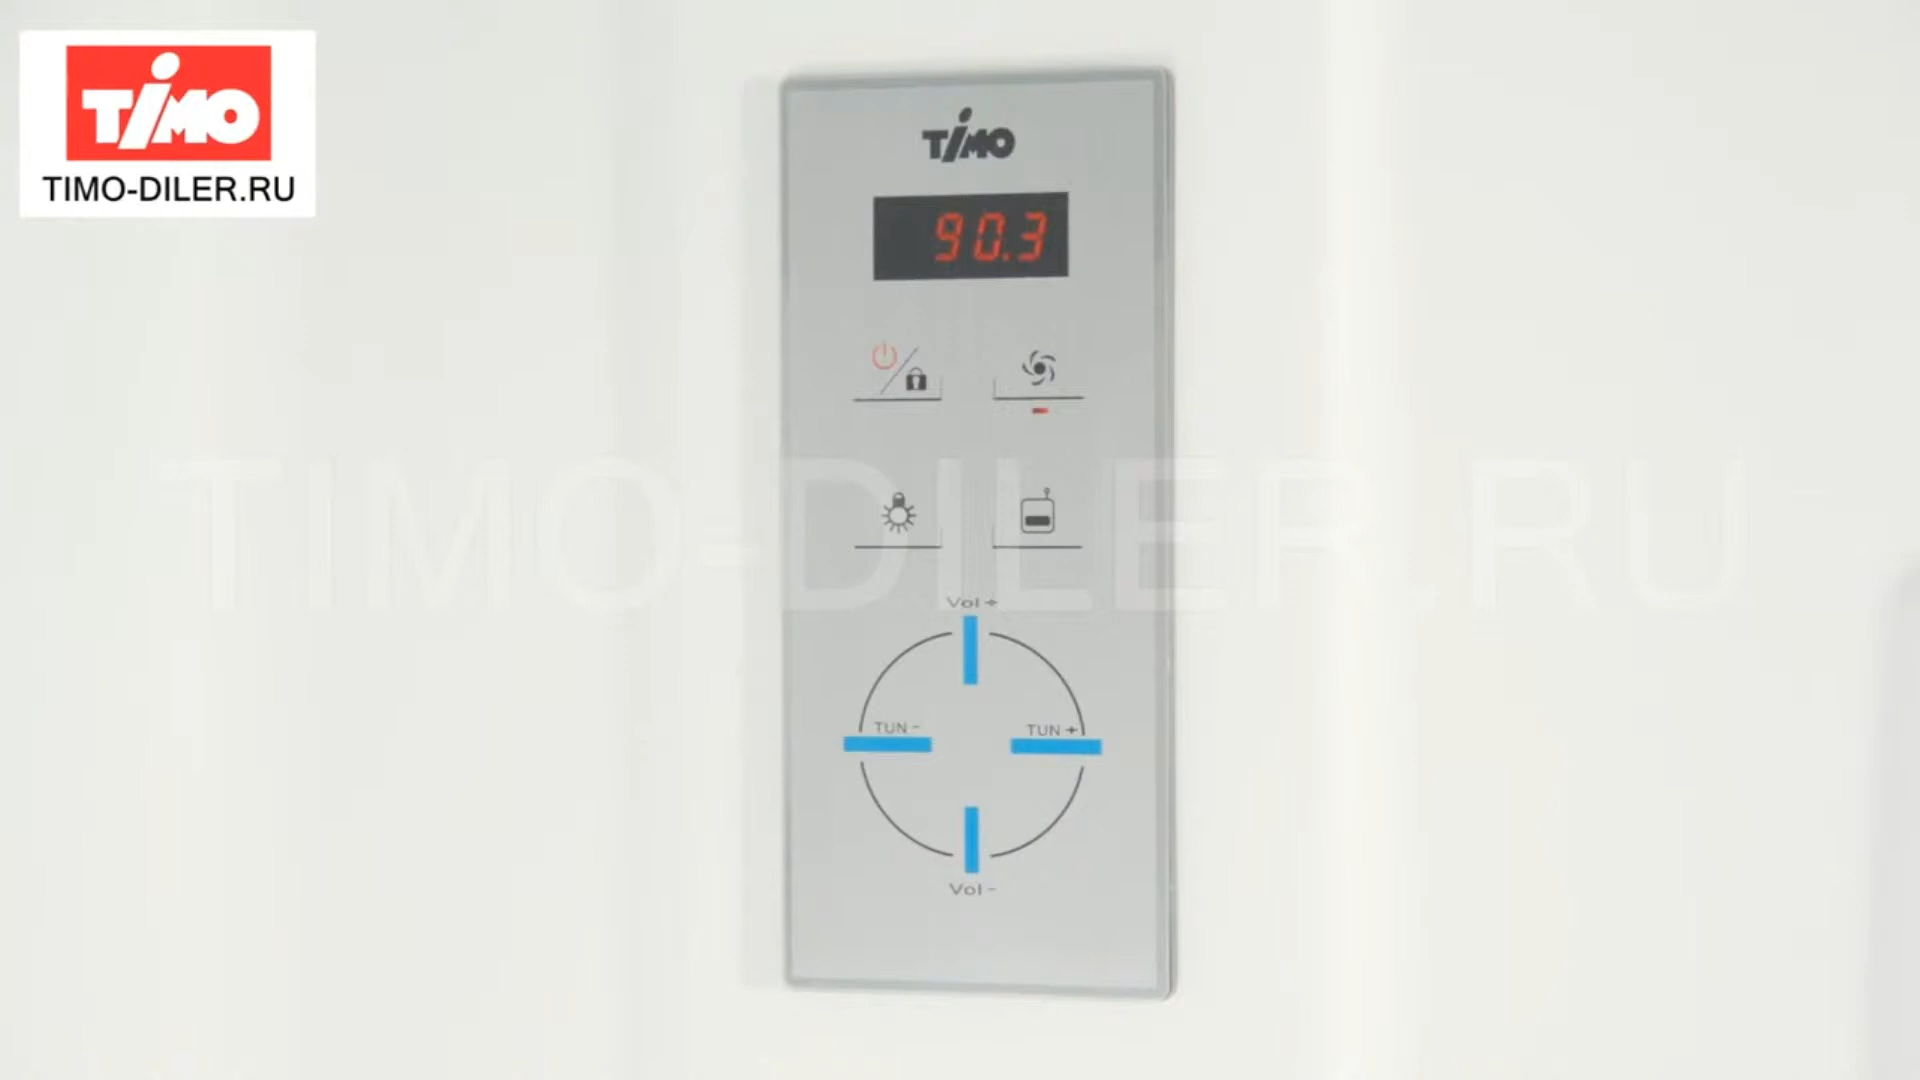 TIMO
TIMO-DILER.RU
TIMO
90.3
TIMO-DILER.RU
Vol +
TUN -
TUN +
Vol -